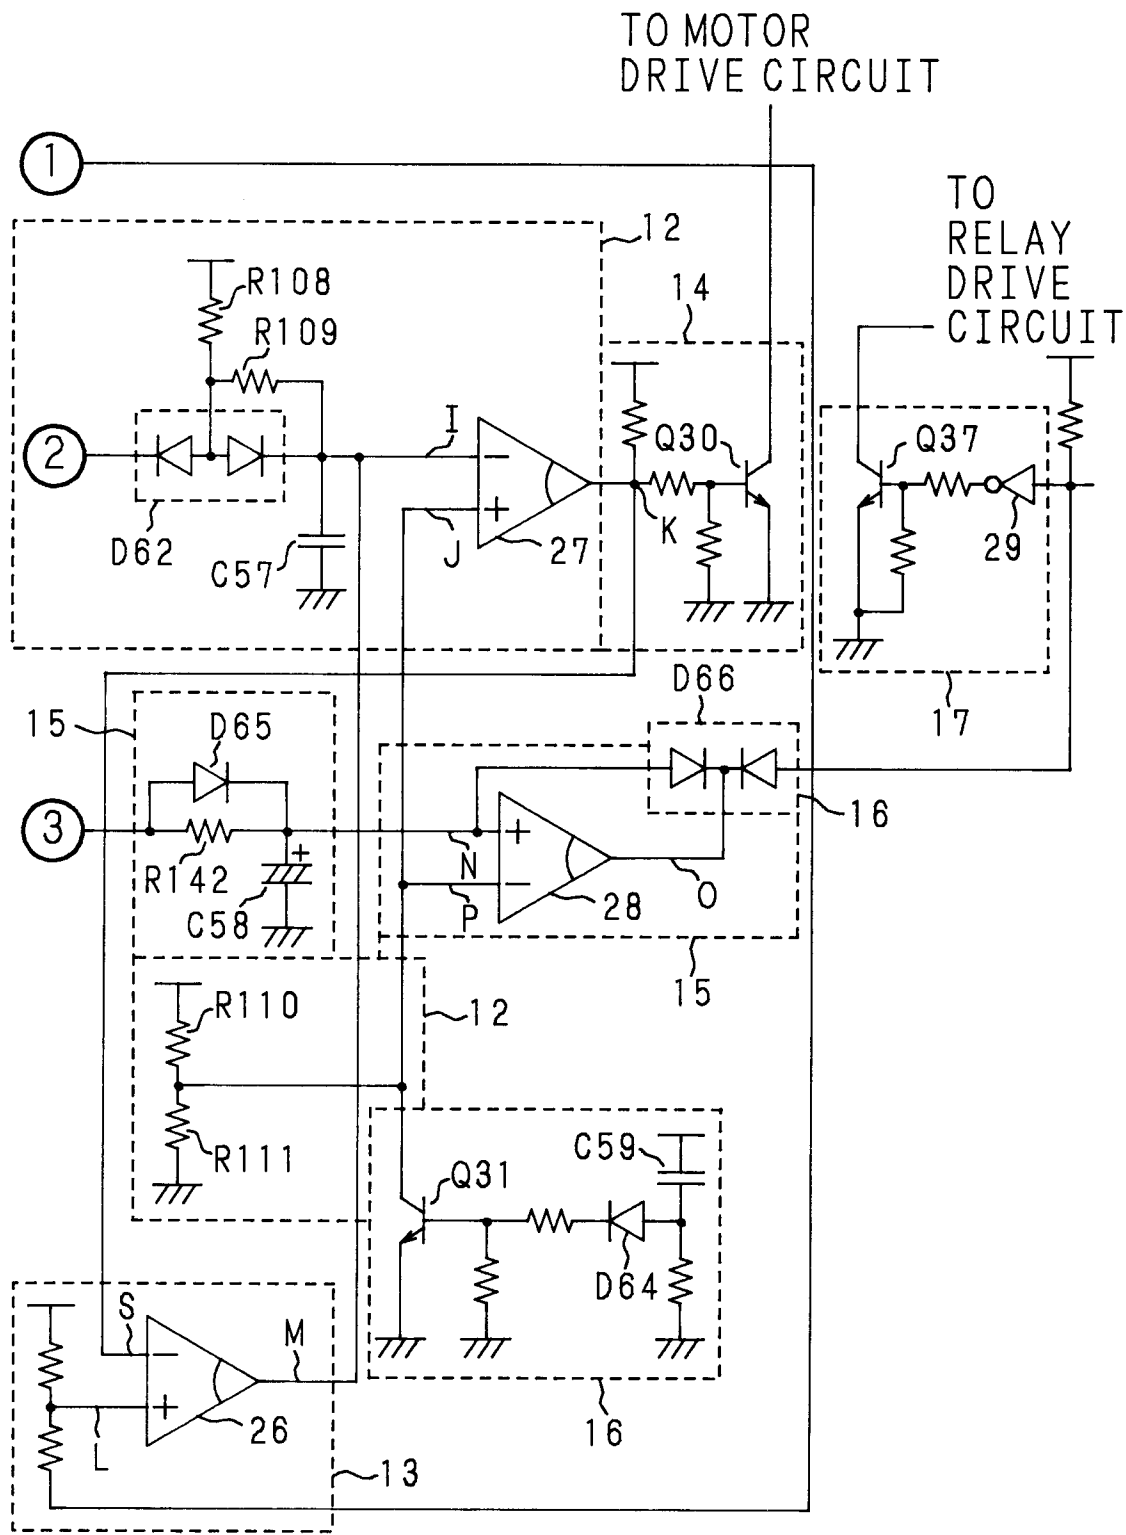 TO MOTOR
DRIVE CIRCUIT
1
TO
RELAY
DRIVE
CIRCUIT
12
14
R108
R109
2
I
Q30
Q37
D62
C57
J
27
K
29
D66
17
15
D65
3
R142
+
C58
N
P
28
O
16
15
R110
12
R111
C59
Q31
D64
S
M
16
26
L
13